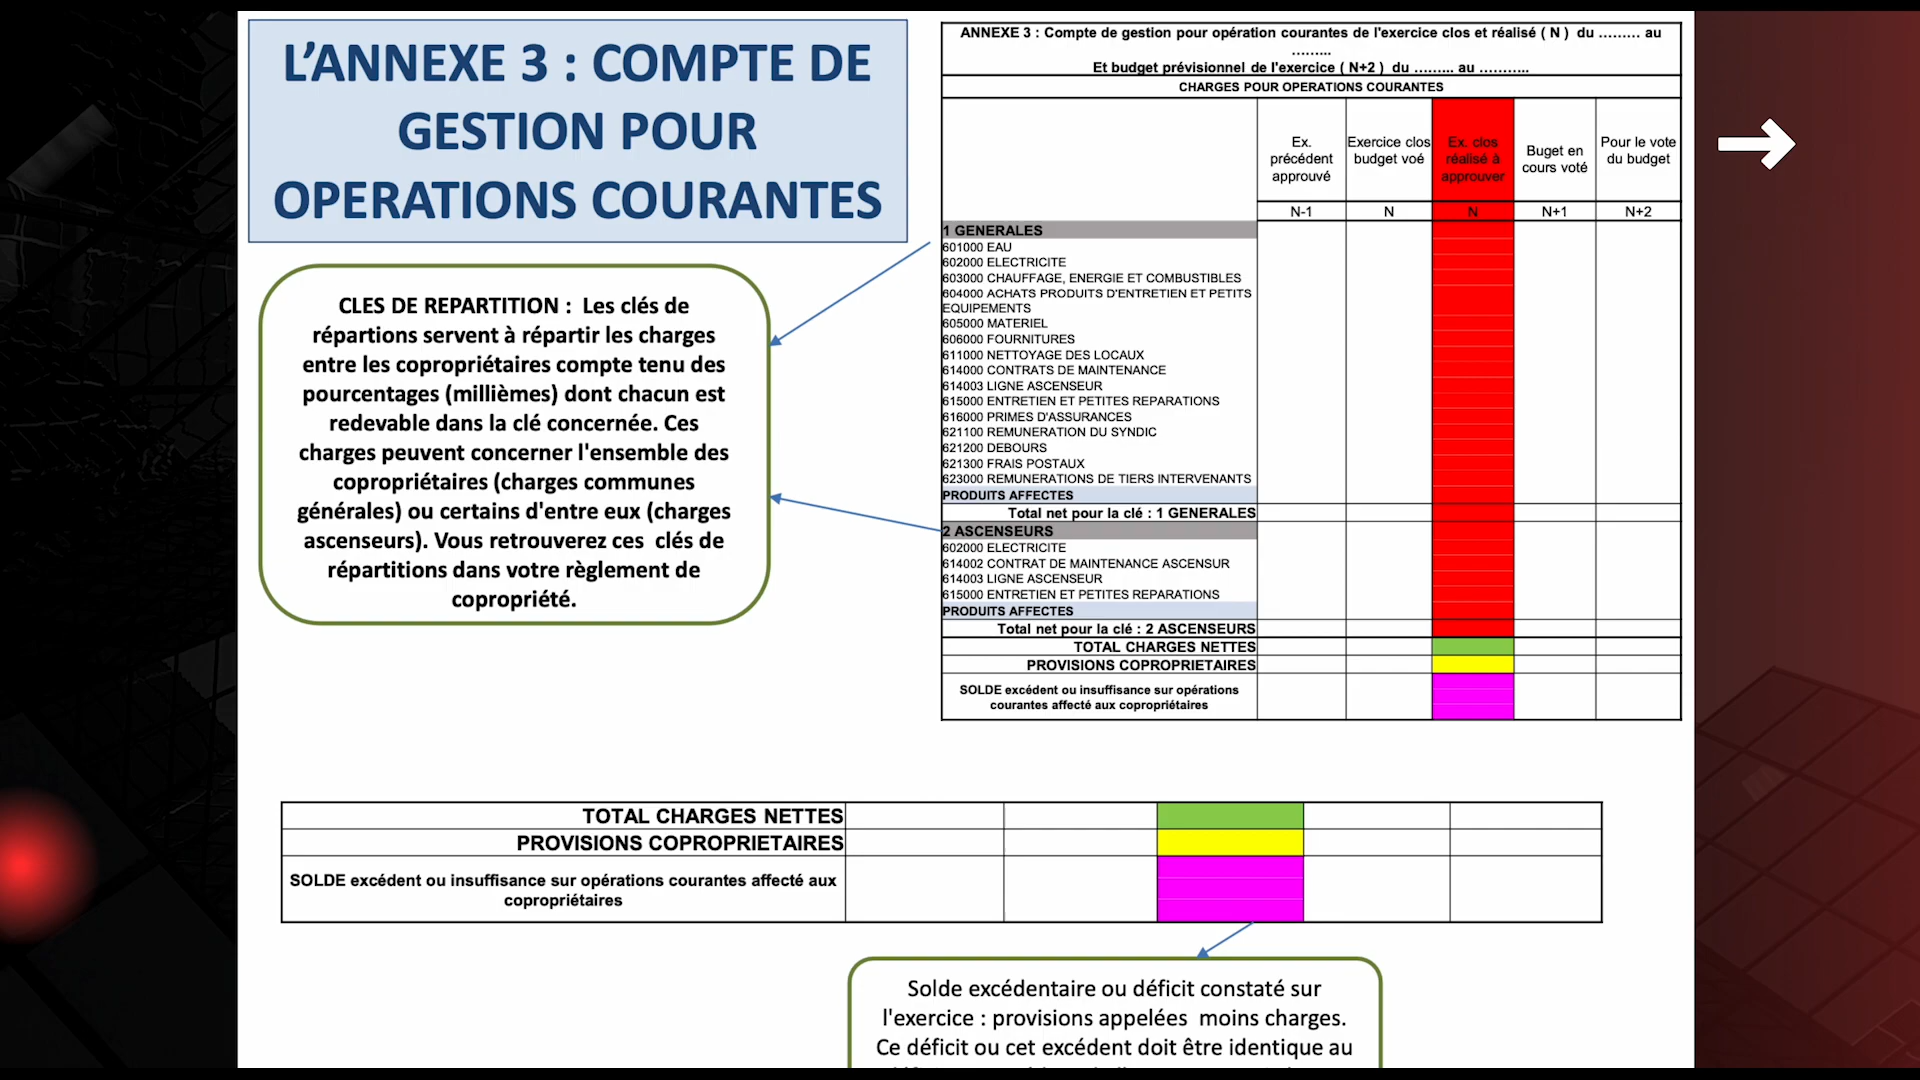 L’ANNEXE 3 : COMPTE DE
GESTION POUR
OPERATIONS COURANTES
CLES DE REPARTITION : Les clés de
répartions servent à répartir les charges
entre les copropriétaires compte tenu des
pourcentages (millièmes) dont chacun est
redevable dans la clé concernée. Ces
charges peuvent concerner l'ensemble des
copropriétaires (charges communes
générales) ou certains d'entre eux (charges
ascenseurs). Vous retrouverez ces clés de
répartitions dans votre règlement de
copropriété.
ANNEXE 3 : Compte de gestion pour opération courantes de l'exercice clos et réalisé ( N ) du ……… au
……...
Et budget prévisionnel de l'exercice ( N+2 ) du …….. au ………..
CHARGES POUR OPERATIONS COURANTES
Ex.
précédent
approuvé
Exercice clos
budget voé
Ex. clos
réalisé à
approuver
Buget en
cours voté
Pour le vote
du budget
N-1 N N N+1 N+2
1 GENERALES
601000 EAU
602000 ELECTRICITE
603000 CHAUFFAGE, ENERGIE ET COMBUSTIBLES
604000 ACHATS PRODUITS D'ENTRETIEN ET PETITS
EQUIPEMENTS
605000 MATERIEL
606000 FOURNITURES
611000 NETTOYAGE DES LOCAUX
614000 CONTRATS DE MAINTENANCE
614003 LIGNE ASCENSEUR
615000 ENTRETIEN ET PETITES REPARATIONS
616000 PRIMES D'ASSURANCES
621100 REMUNERATION DU SYNDIC
621200 DEBOURS
621300 FRAIS POSTAUX
623000 REMUNERATIONS DE TIERS INTERVENANTS
PRODUITS AFFECTES
Total net pour la clé : 1 GENERALES
2 ASCENSEURS
602000 ELECTRICITE
614002 CONTRAT DE MAINTENANCE ASCENSUR
614003 LIGNE ASCENSEUR
615000 ENTRETIEN ET PETITES REPARATIONS
PRODUITS AFFECTES
Total net pour la clé : 2 ASCENSEURS
TOTAL CHARGES NETTES
PROVISIONS COPROPRIETAIRES
SOLDE excédent ou insuffisance sur opérations
courantes affecté aux copropriétaires
TOTAL CHARGES NETTES
PROVISIONS COPROPRIETAIRES
SOLDE excédent ou insuffisance sur opérations courantes affecté aux
copropriétaires
Solde excédentaire ou déficit constaté sur
l'exercice : provisions appelées moins charges.
Ce déficit ou cet excédent doit être identique au